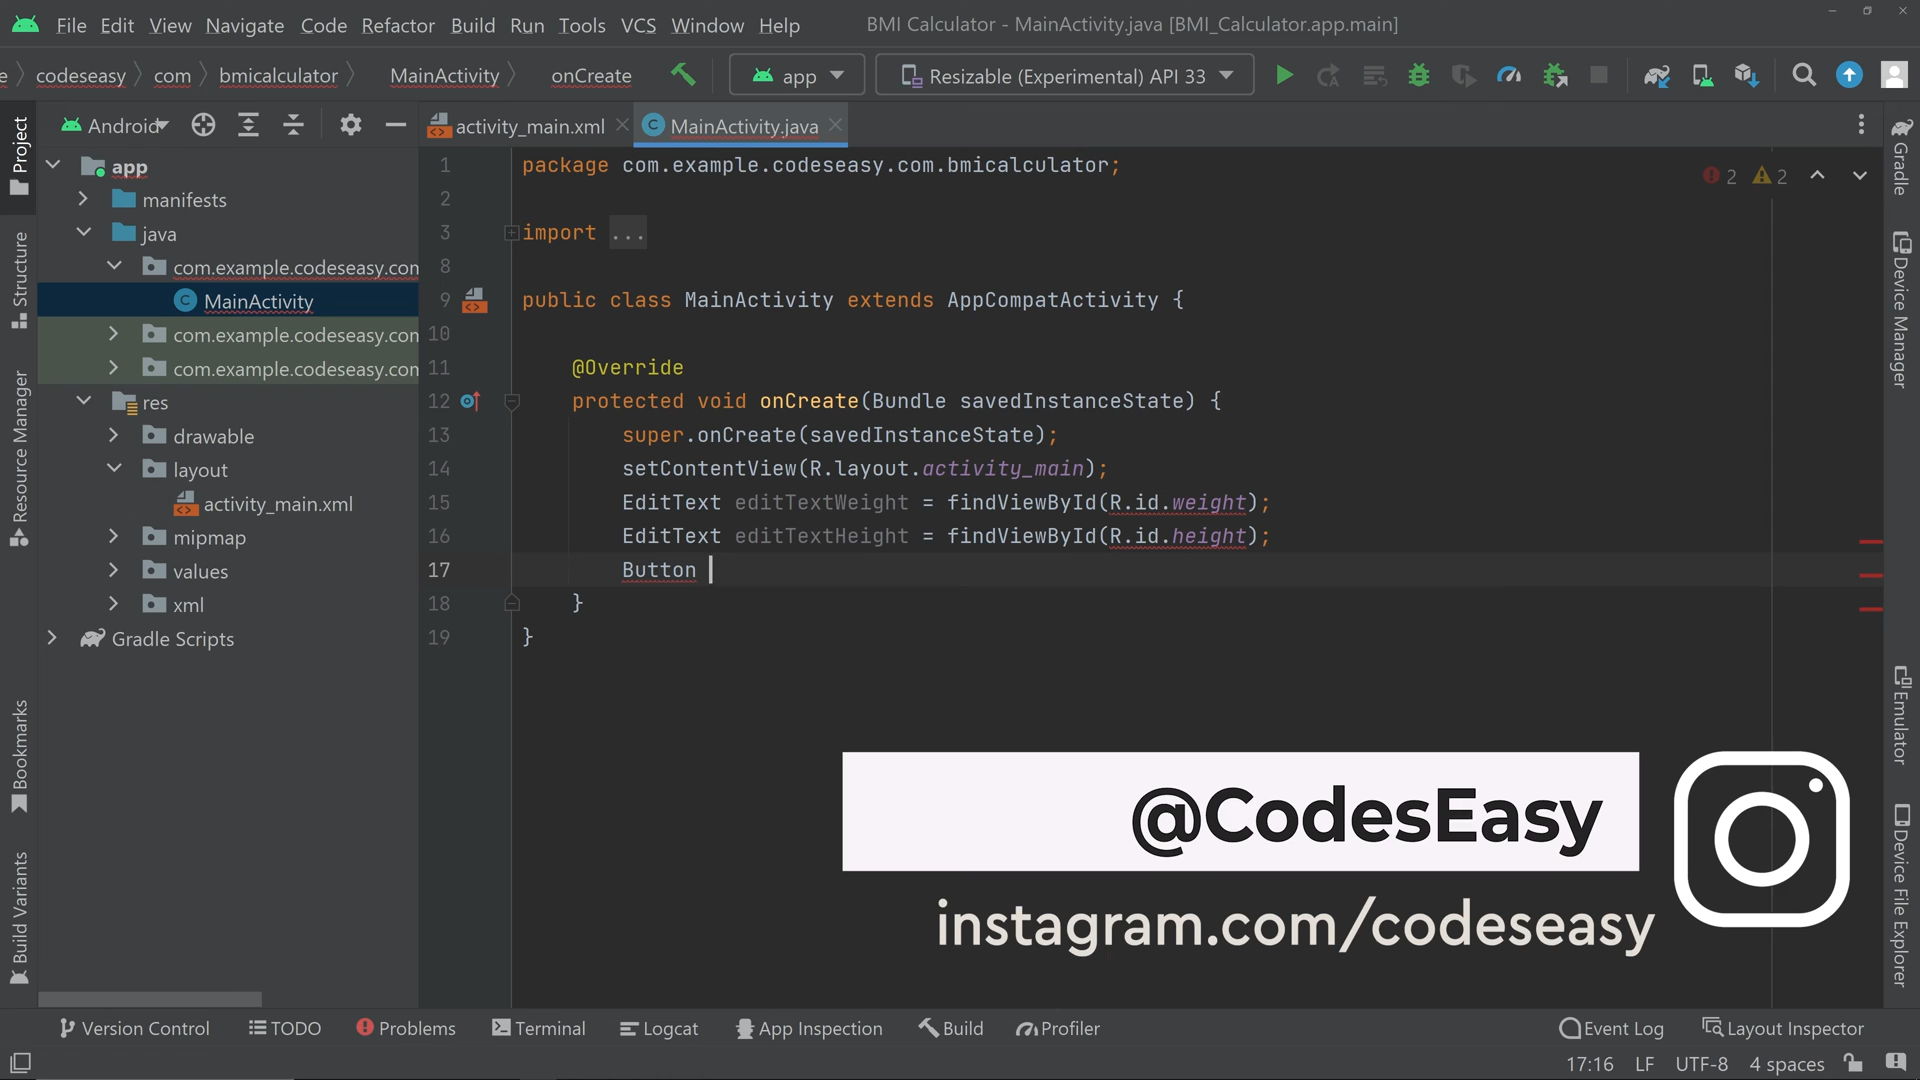 File Edit View Navigate Code Refactor Build Run Tools VCS Window Help BMI Calculator - MainActivity.java [BMI_Calculator.app.main]
e codeseasy com bmicalculator MainActivity onCreate app Resizable (Experimental) API 33
Project
Android
activity_main.xml
MainActivity.java
Gradle
app
manifests
java
com.example.codeseasy.con
MainActivity
com.example.codeseasy.con
com.example.codeseasy.con
res
drawable
layout
activity_main.xml
mipmap
values
xml
Gradle Scripts
Structure
Resource Manager
Bookmarks
Build Variants
1 package com.example.codeseasy.com.bmicalculator;
2
3 import ...
8
9 public class MainActivity extends AppCompatActivity {
10
11 @Override
12 protected void onCreate(Bundle savedInstanceState) {
13 super.onCreate(savedInstanceState);
14 setContentView(R.layout.activity_main);
15 EditText editTextWeight = findViewById(R.id.weight);
16 EditText editTextHeight = findViewById(R.id.height);
17 Button
18 }
19 }
2 2
Device Manager
Emulator
Device File Explorer
@CodesEasy
instagram.com/codeseasy
Version Control TODO Problems Terminal Logcat App Inspection Build Profiler Event Log Layout Inspector
17:16 LF UTF-8 4 spaces